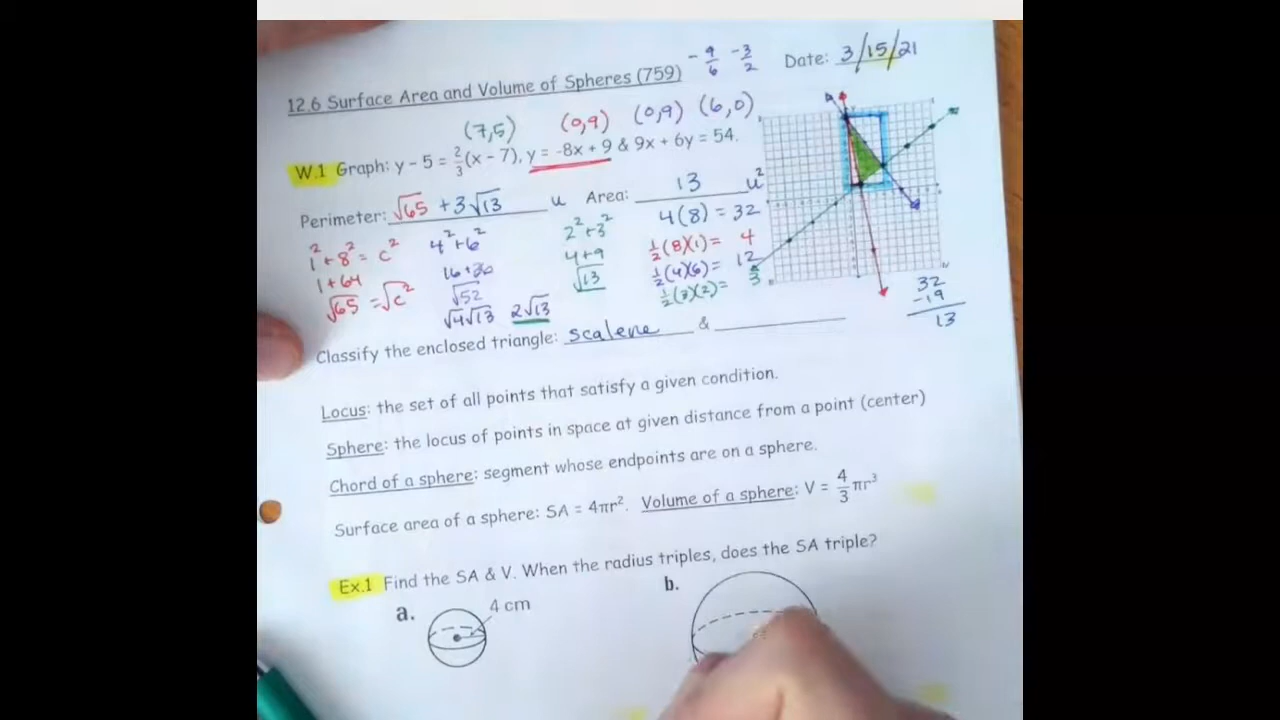 12.6 Surface Area and Volume of Spheres (759) - 9/6 -3/2 Date: 3/15/21
(7,5) (0,9) (0,9) (6,0)
W.1 Graph: y - 5 = 2/3(x - 7), y = -8x + 9 & 9x + 6y = 54.
Perimeter: √65 + 3√13 u Area: 13 u²
1² + 8² = c² 4² + 6² 2² + 3² 4(8) = 32
1 + 64 16 + 36 4 + 9 ½(8)(1) = 4
√65 = √c² √52 √13 ½(4)(6) = 12
√4√13 2√13 ½(3)(2) = 3
32
-19
13
Classify the enclosed triangle: scalene & 
Locus: the set of all points that satisfy a given condition.
Sphere: the locus of points in space at given distance from a point (center)
Chord of a sphere: segment whose endpoints are on a sphere.
Surface area of a sphere: SA = 4πr². Volume of a sphere: V = 4/3 πr³
Ex.1 Find the SA & V. When the radius triples, does the SA triple?
a. 4 cm b.